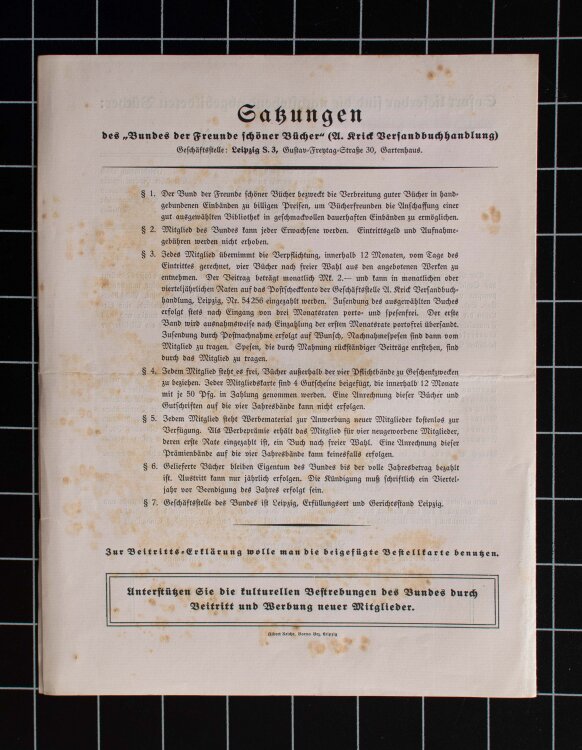 Satzungen
des „Bundes der Freunde schöner Bücher“ (A. Krick Versandbuchhandlung)
Geschäftsstelle: Leipzig S. 3, Gustav-Freytag-Straße 30, Gartenhaus.
§ 1. Der Bund der Freunde schöner Bücher bezweckt die Verbreitung guter Bücher in hand-
gebundenen Einbänden zu billigen Preisen, um Bücherfreunden die Anschaffung einer
gut ausgewählten Bibliothek in geschmackvollen dauerhaften Einbänden zu ermöglichen.
§ 2. Mitglied des Bundes kann jeder Erwachsene werden. Eintrittsgeld und Aufnahme-
gebühren werden nicht erhoben.
§ 3. Jedes Mitglied übernimmt die Verpflichtung, innerhalb 12 Monaten, vom Tage des
Eintrittes gerechnet, vier Bücher nach freier Wahl aus den angebotenen Werken zu
entnehmen. Der Beitrag beträgt monatlich Mk. 2.— und kann in monatlichen oder
vierteljährlichen Raten auf das Postscheckkonto der Geschäftsstelle A. Krick Versandbuch-
handlung, Leipzig, Nr. 54256 eingezahlt werden. Zusendung des ausgewählten Buches
erfolgt stets nach Eingang von drei Monatsraten porto- und spesenfrei. Der erste
Band wird ausnahmsweise nach Einzahlung der ersten Monatsrate portofrei übersandt.
Zusendung durch Postnachnahme erfolgt auf Wunsch, Nachnahmespesen sind dann vom
Mitglied zu tragen. Spesen, die durch Mahnung rückständiger Beiträge entstehen, sind
durch das Mitglied zu tragen.
§ 4. Jedem Mitglied steht es frei, Bücher außerhalb der vier Pflichtbände zu Geschenkzwecken
zu beziehen. Jeder Mitgliedskarte sind 4 Gutscheine beigefügt, die innerhalb 12 Monate
mit je 50 Pfg. in Zahlung genommen werden. Eine Anrechnung dieser Bücher und
Gutschriften auf die vier Jahresbände kann nicht erfolgen.
§ 5. Jedem Mitglied steht Werbematerial zur Anwerbung neuer Mitglieder kostenlos zur
Verfügung. Als Werbeprämie erhält das Mitglied für vier neugeworbene Mitglieder,
deren erste Rate eingezahlt ist, ein Buch nach freier Wahl. Eine Anrechnung dieser
Prämienbände auf die vier Jahresbände kann keinesfalls erfolgen.
§ 6. Gelieferte Bücher bleiben Eigentum des Bundes bis der volle Jahresbetrag bezahlt
ist. Austritt kann nur jährlich erfolgen. Die Kündigung muß schriftlich ein Viertel-
jahr vor Beendigung des Jahres erfolgt sein.
§ 7. Geschäftsstelle des Bundes ist Leipzig, Erfüllungsort und Gerichtsstand Leipzig.
Zur Beitritts-Erklärung wolle man die beigefügte Bestellkarte benutzen.
Unterstützen Sie die kulturellen Bestrebungen des Bundes durch
Beitritt und Werbung neuer Mitglieder.